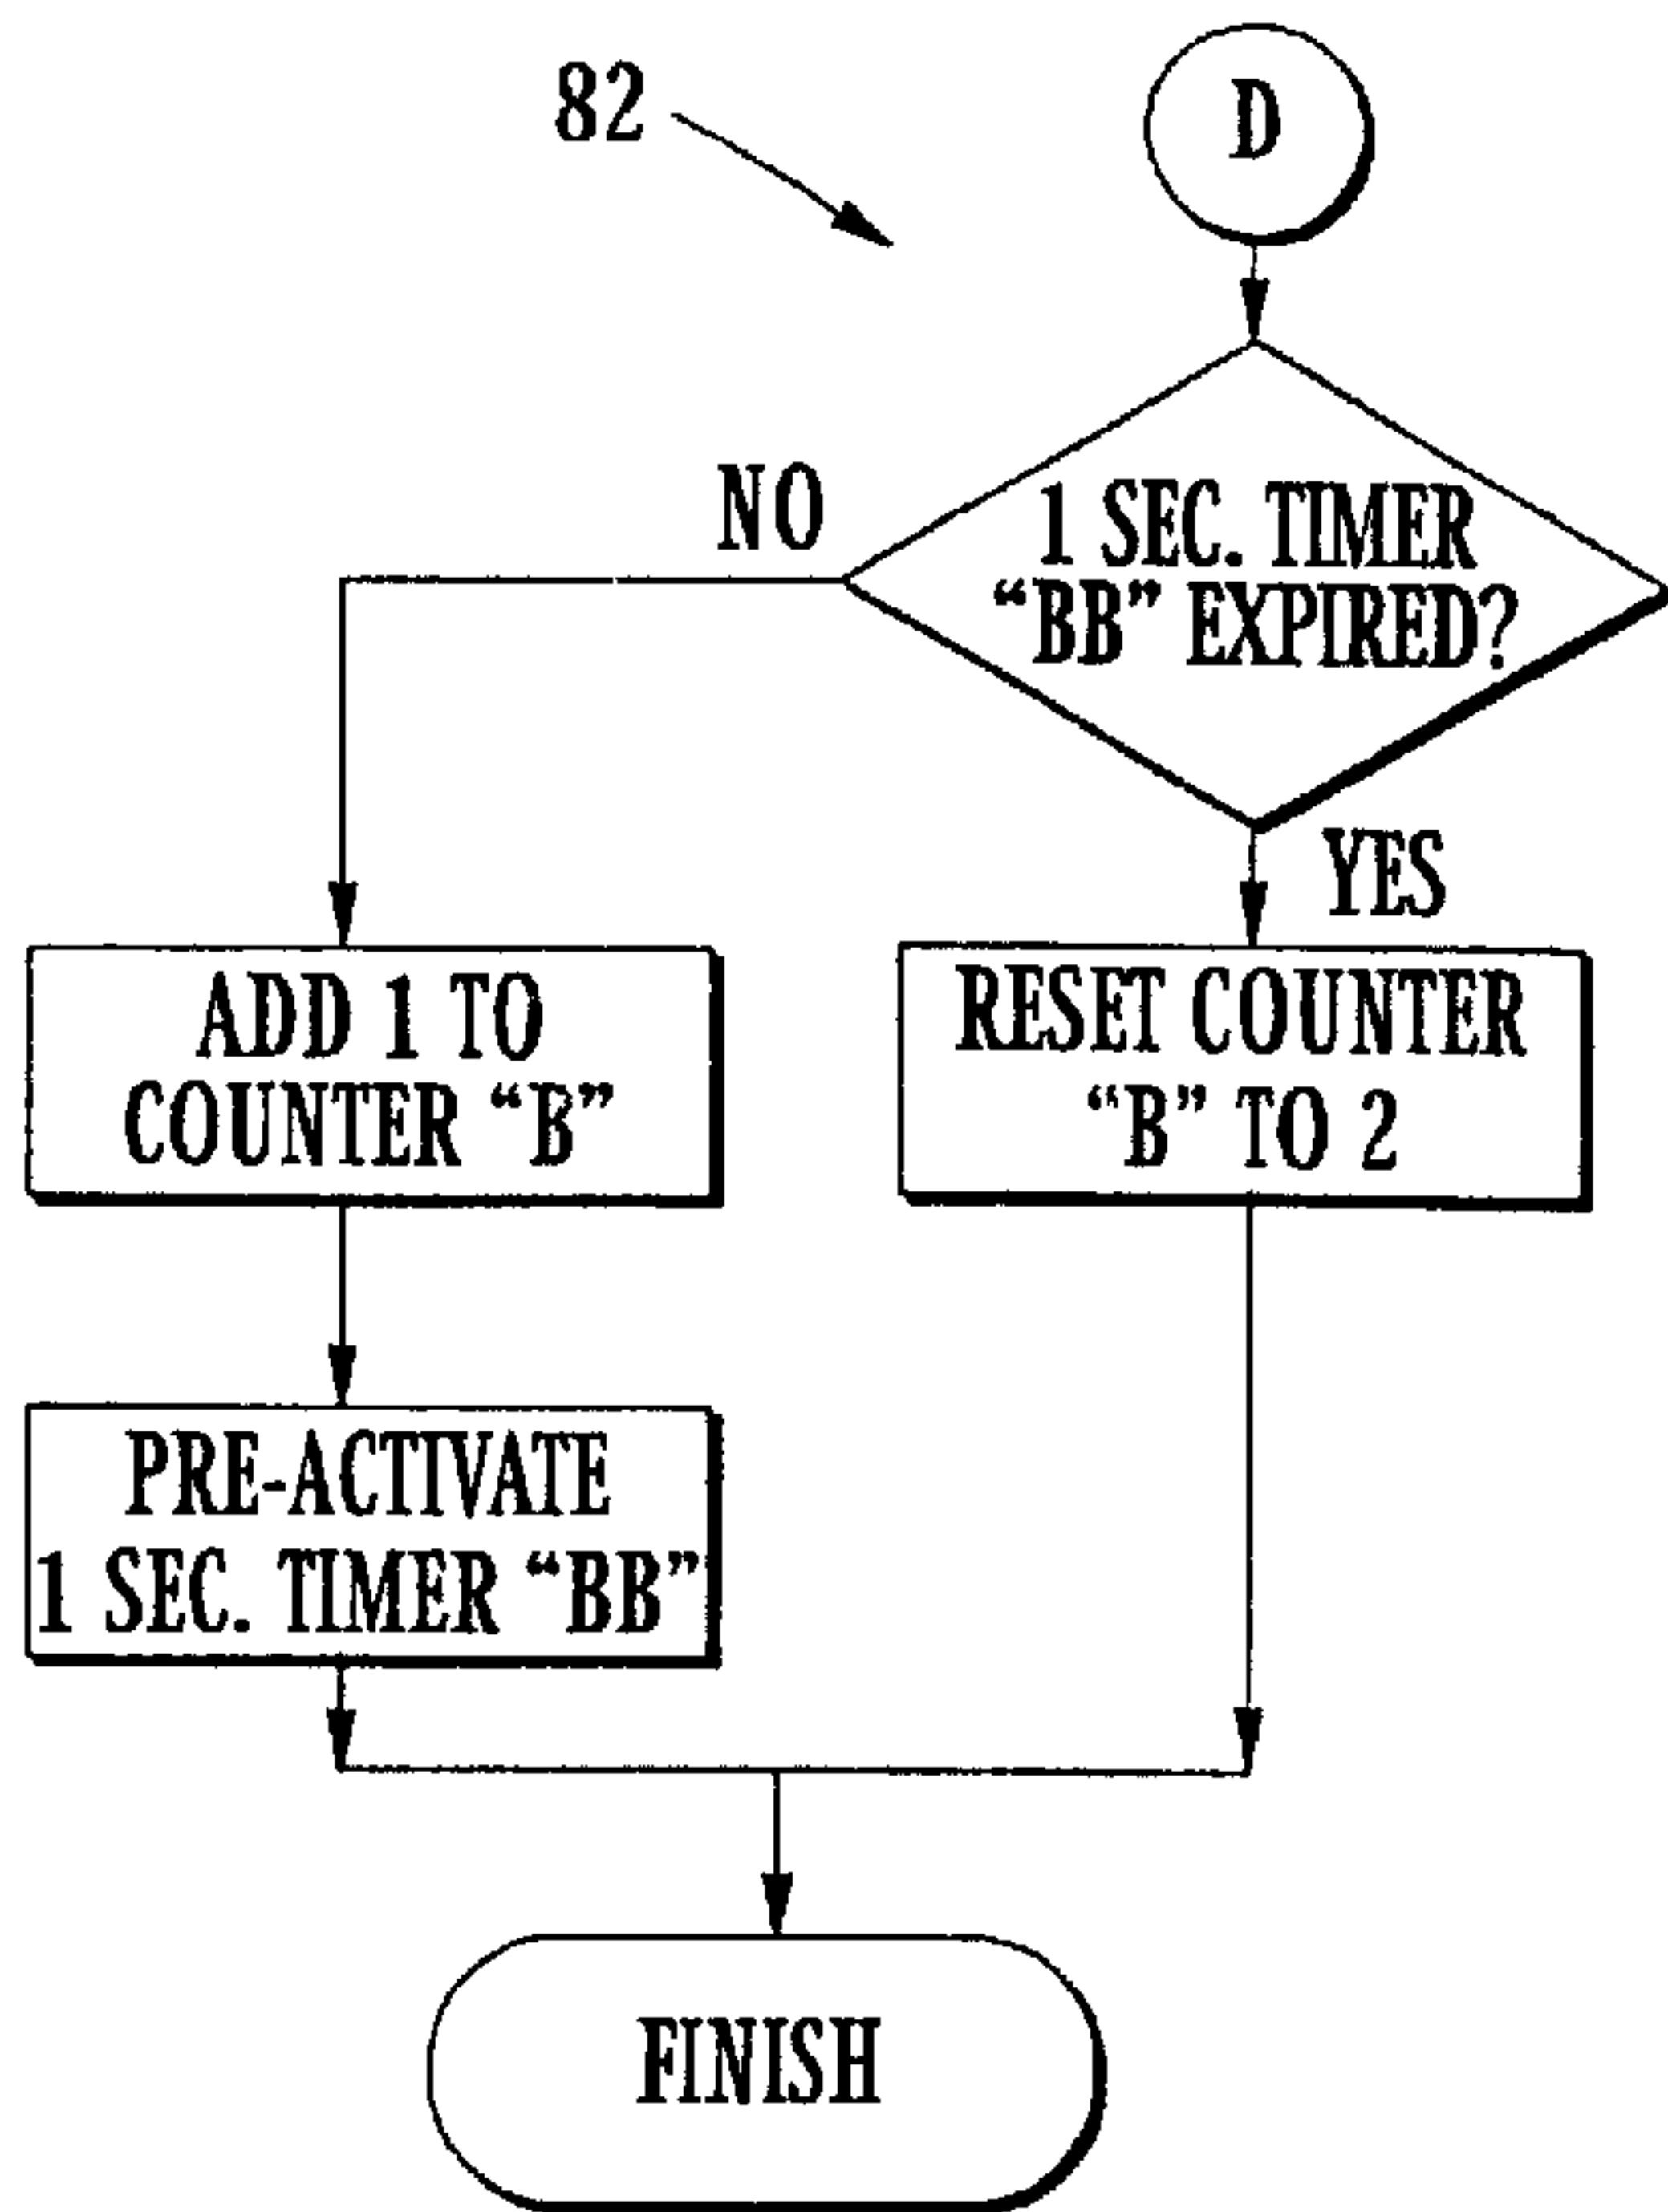 82
D
1 SEC. TIMER
“BB” EXPIRED?
NO
YES
ADD 1 TO
COUNTER “B”
RESET COUNTER
“B” TO 2
PRE-ACTIVATE
1 SEC. TIMER “BB”
FINISH